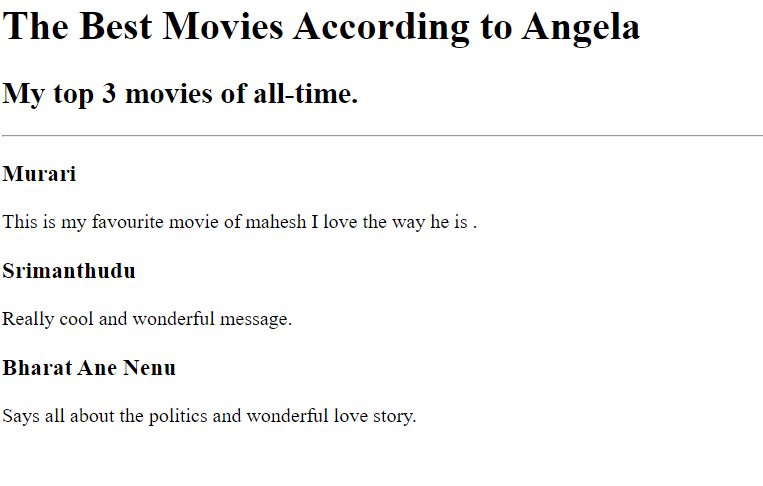 The Best Movies According to Angela
My top 3 movies of all-time.
Murari
This is my favourite movie of mahesh I love the way he is .
Srimanthudu
Really cool and wonderful message.
Bharat Ane Nenu
Says all about the politics and wonderful love story.